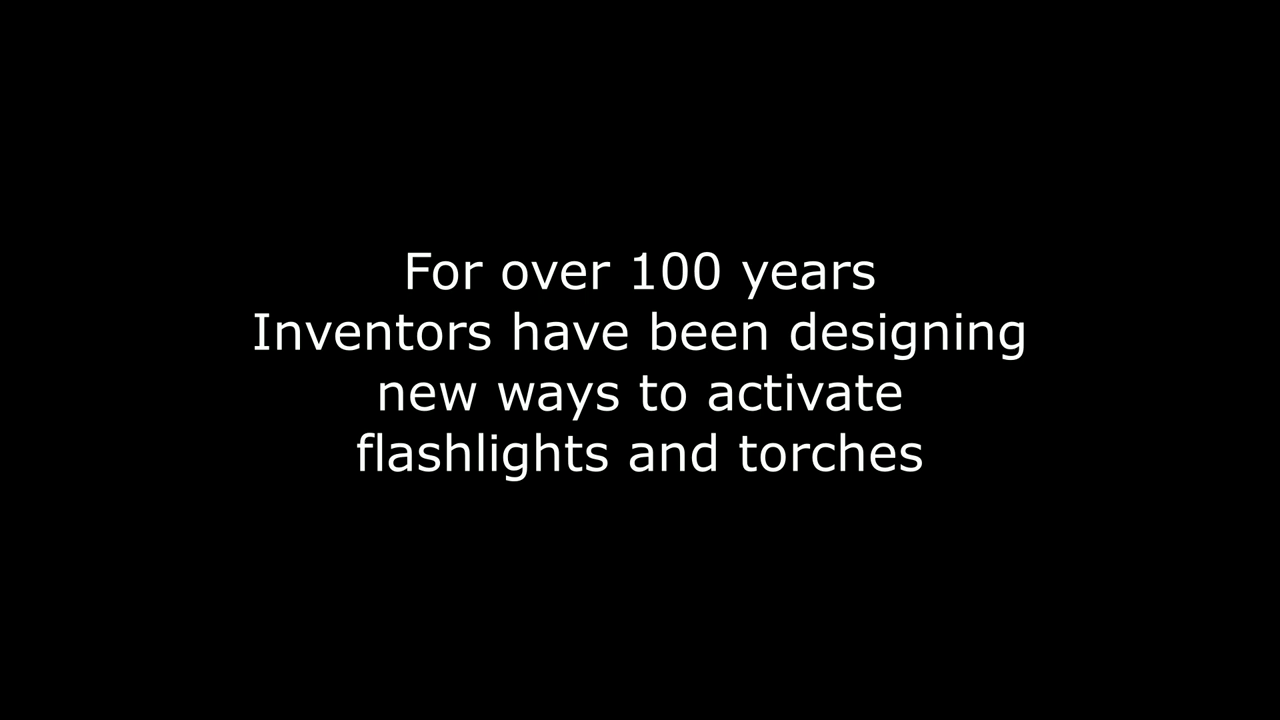 For over 100 years
Inventors have been designing
new ways to activate
flashlights and torches